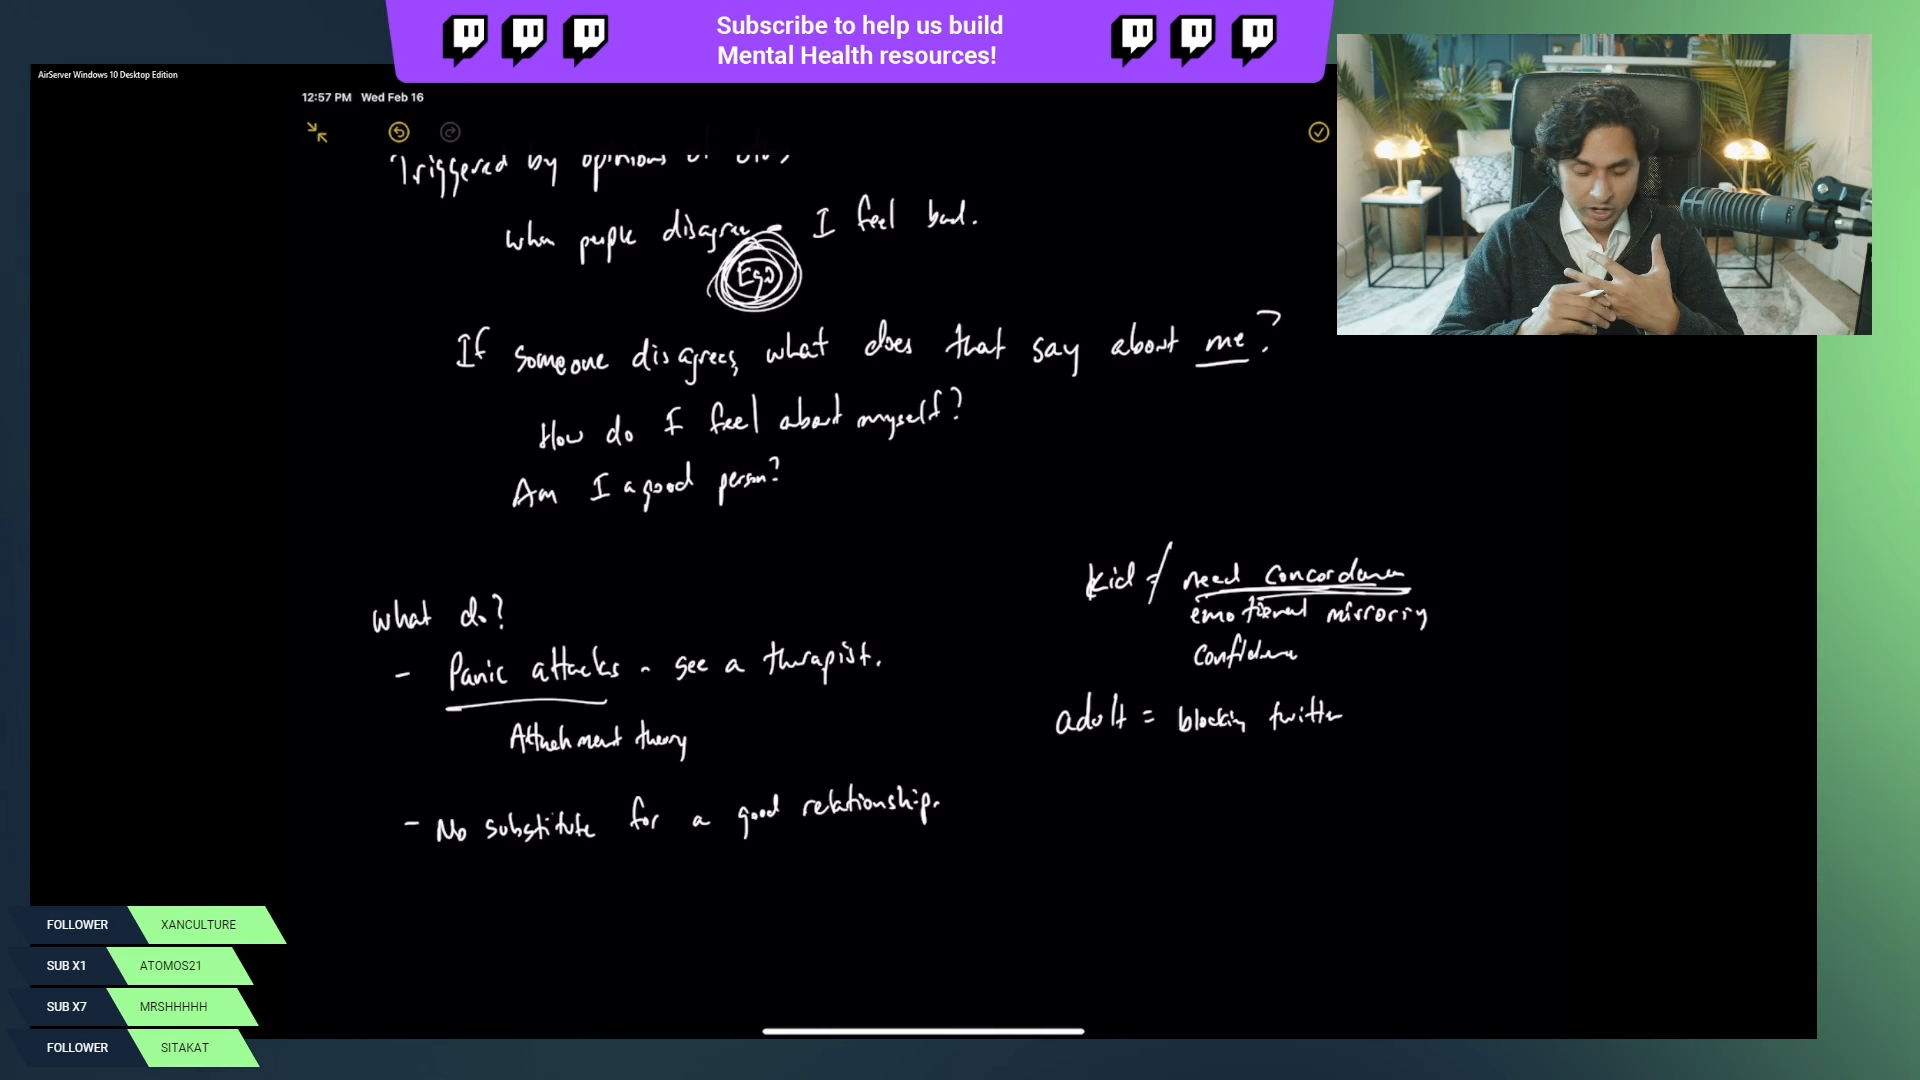 Subscribe to help us build
Mental Health resources!
AirServer Windows 10 Desktop Edition
12:57 PM Wed Feb 16
Triggered by opinions of
when people disagree - I feel bad.
Ego
If someone disagrees, what does that say about me?
How do I feel about myself?
Am I a good person?
what do?
- Panic attacks - see a therapist.
Attachment theory
- No substitute for a good relationship.
kid = need concordance
emotional mirroring
confidence
adult = blocking twitter
FOLLOWER XANCULTURE
SUB X1 ATOMOS21
SUB X7 MRSHHHHH
FOLLOWER SITAKAT